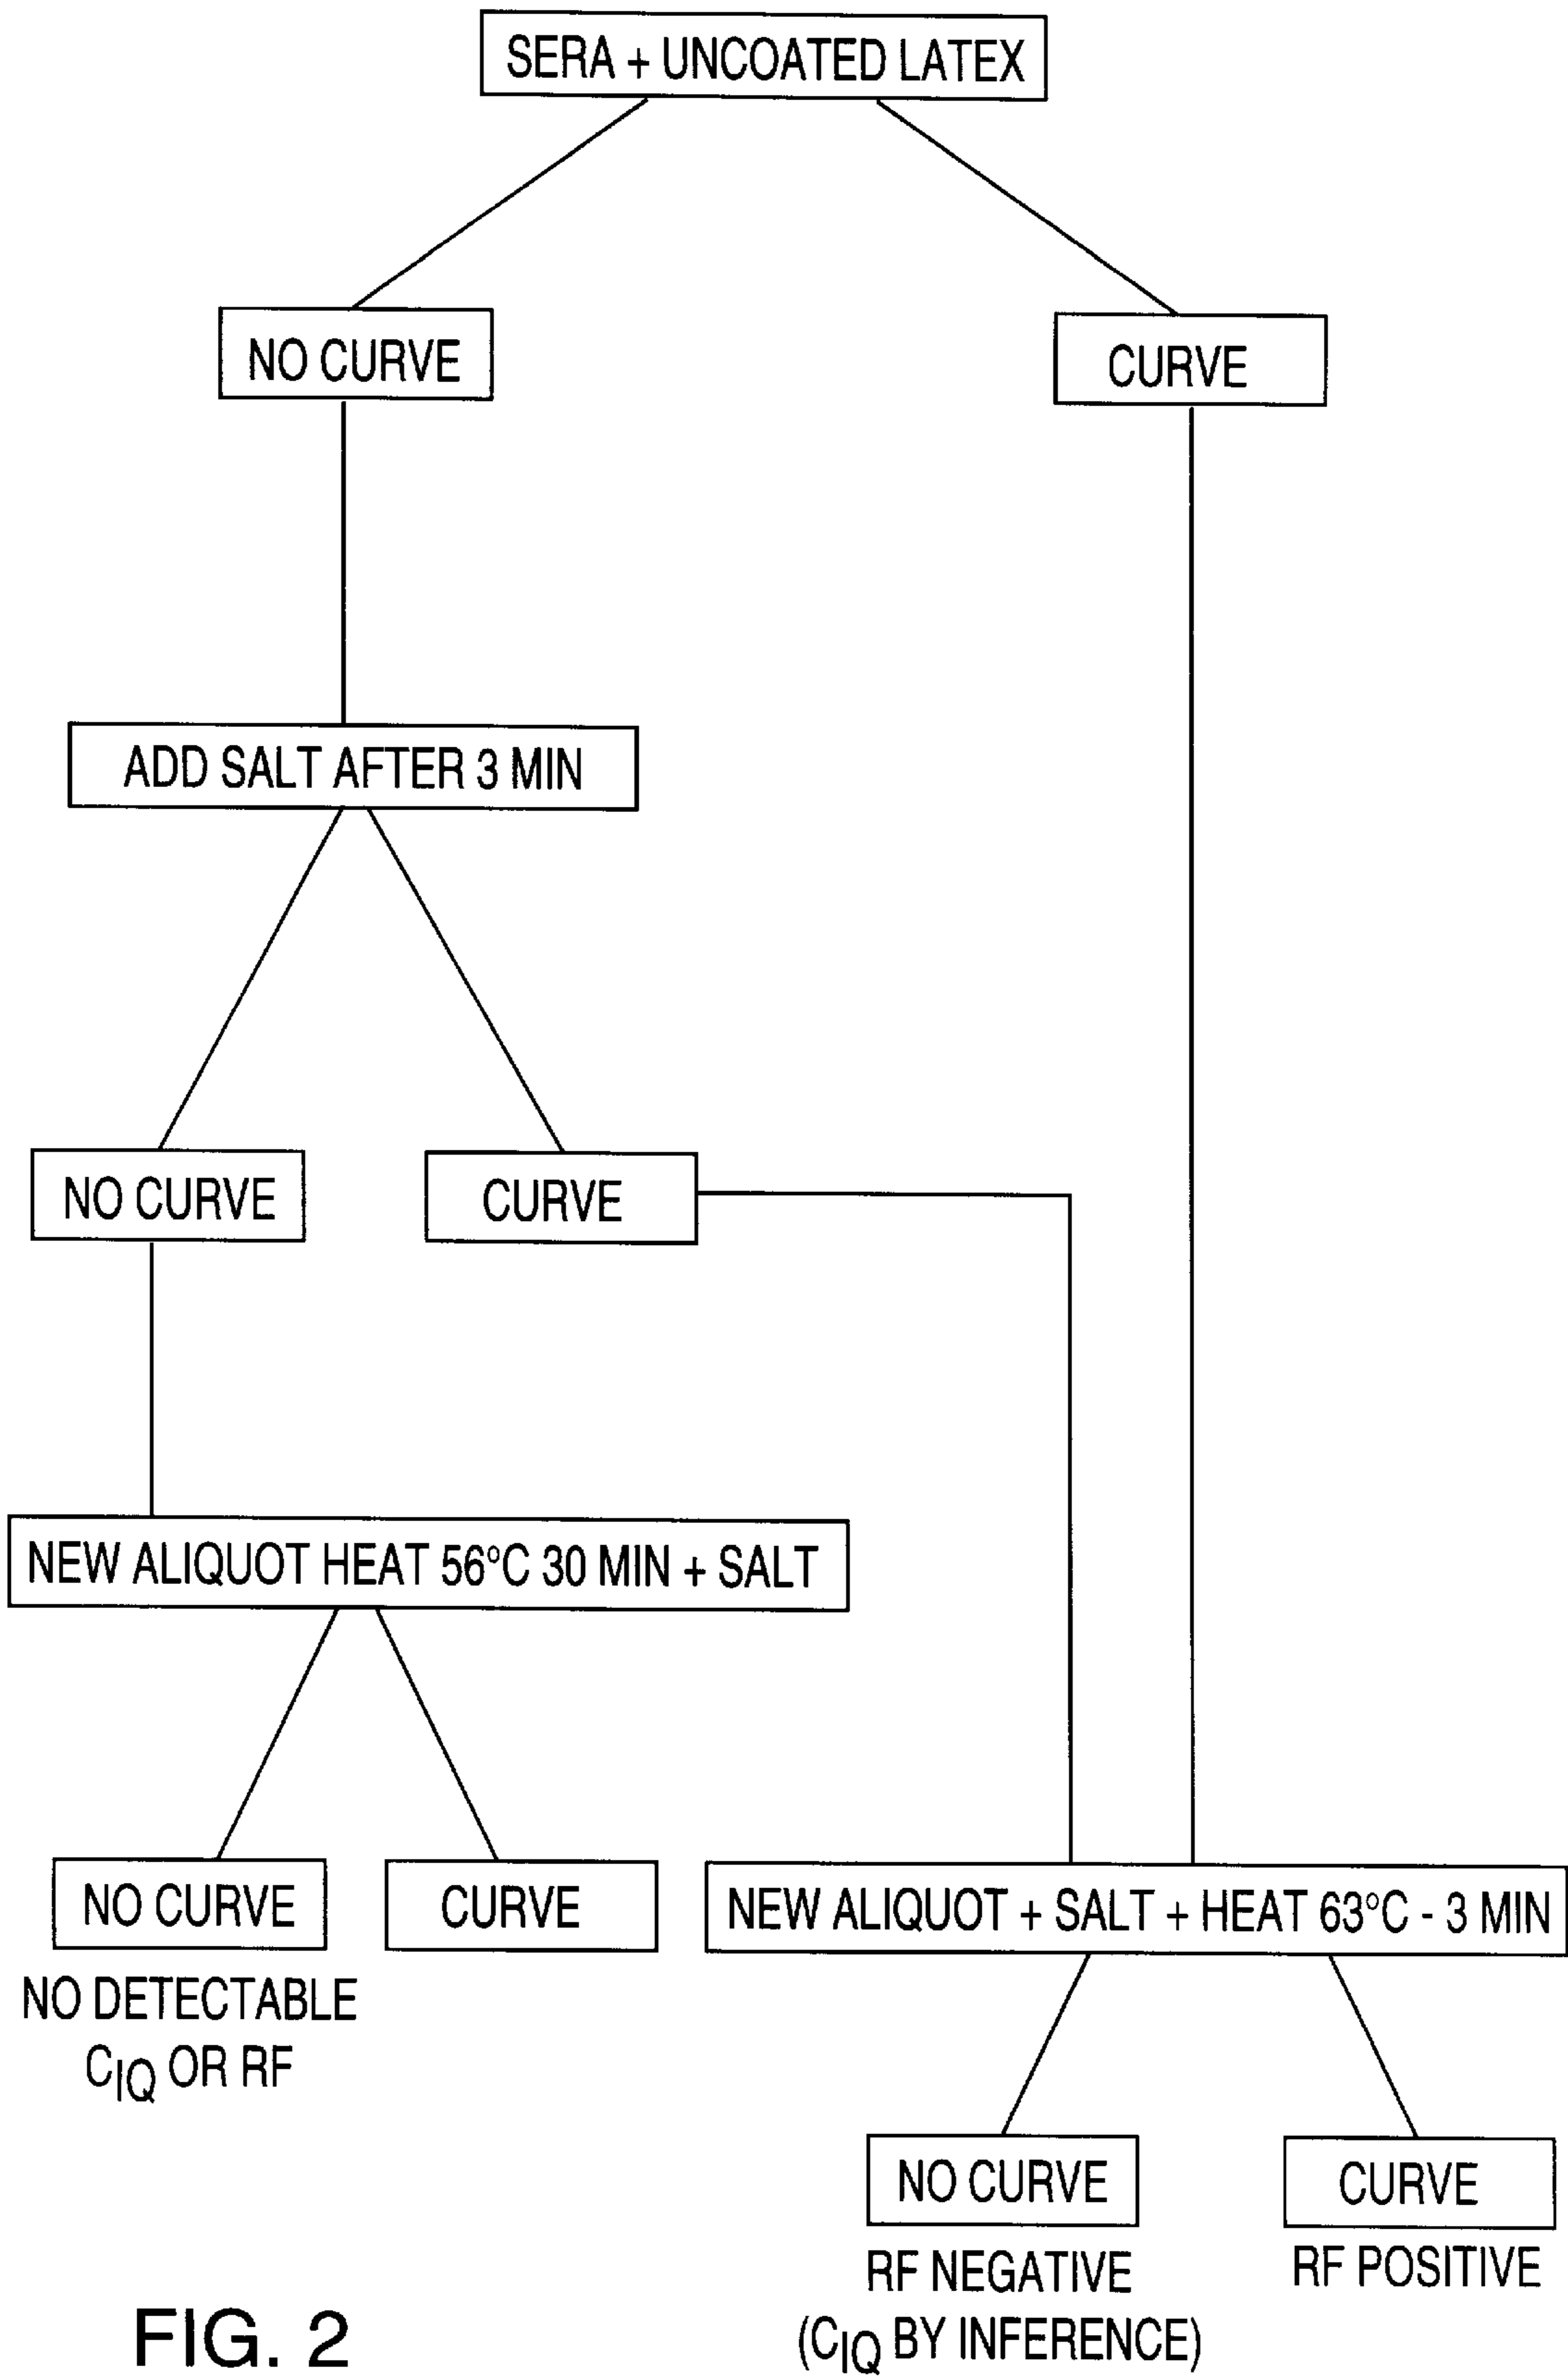 SERA + UNCOATED LATEX
NO CURVE
CURVE
ADD SALT AFTER 3 MIN
NO CURVE
CURVE
NEW ALIQUOT HEAT 56°C 30 MIN + SALT
NO CURVE
CURVE
NEW ALIQUOT + SALT + HEAT 63°C - 3 MIN
NO DETECTABLE
CIQ OR RF
NO CURVE
CURVE
RF NEGATIVE
(CIQ BY INFERENCE)
RF POSITIVE
FIG. 2